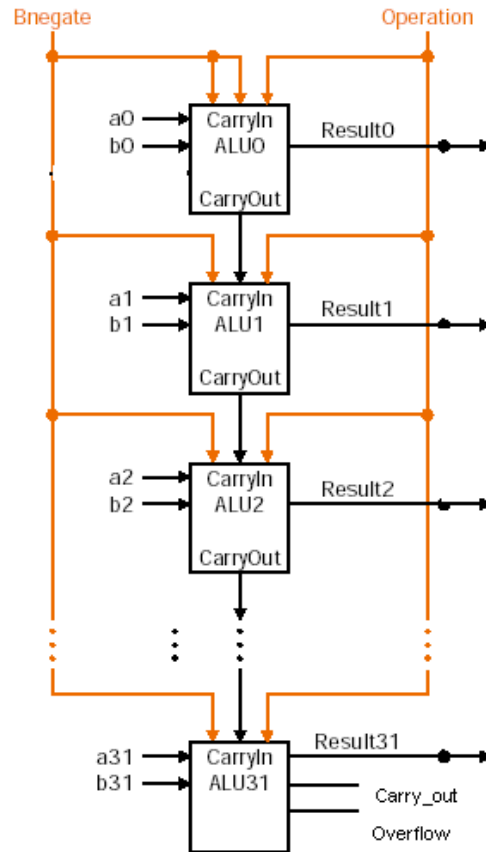 Bnegate Operation
a0 CarryIn Result0
b0 ALU0
CarryOut
a1 CarryIn Result1
b1 ALU1
CarryOut
a2 CarryIn Result2
b2 ALU2
CarryOut
a31 CarryIn Result31
b31 ALU31 Carry_out
Overflow